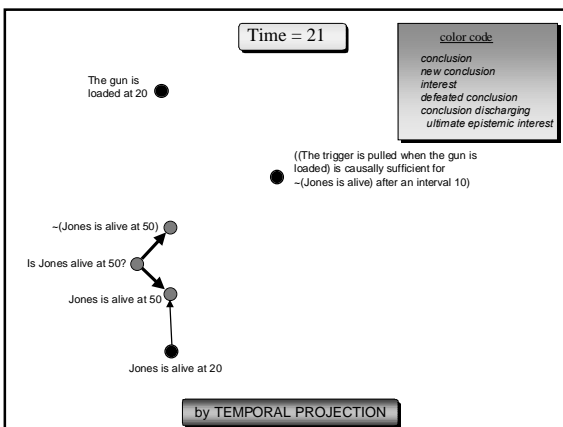 Time = 21
color code
conclusion
new conclusion
interest
defeated conclusion
conclusion discharging
ultimate epistemic interest
The gun is
loaded at 20
((The trigger is pulled when the gun is
loaded) is causally sufficient for
~(Jones is alive) after an interval 10)
~(Jones is alive at 50)
Is Jones alive at 50?
Jones is alive at 50
Jones is alive at 20
by TEMPORAL PROJECTION